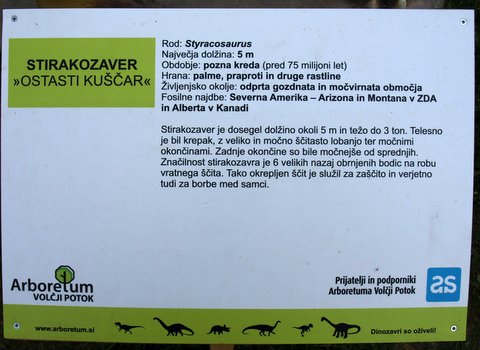 STIRAKOZAVER
»OSTASTI KUŠČAR«
Rod: Styracosaurus
Največja dolžina: 5 m
Obdobje: pozna kreda (pred 75 milijoni let)
Hrana: palme, praproti in druge rastline
Življenjsko okolje: odprta gozdnata in močvirnata območja
Fosilne najdbe: Severna Amerika – Arizona in Montana v ZDA
in Alberta v Kanadi
Stirakozaver je dosegel dolžino okoli 5 m in težo do 3 ton. Telesno
je bil krepak, z veliko in močno ščitasto lobanjo ter močnimi
okončinami. Zadnje okončine so bile močnejše od sprednjih.
Značilnost stirakozavra je 6 velikih nazaj obrnjenih bodic na robu
vratnega ščita. Tako okrepljen ščit je služil za zaščito in verjetno
tudi za borbe med samci.
Arboretum
VOLČJI POTOK
Prijatelji in podporniki
Arboretuma Volčji Potok
as
www.arboretum.si
Dinozavri so oživeli!